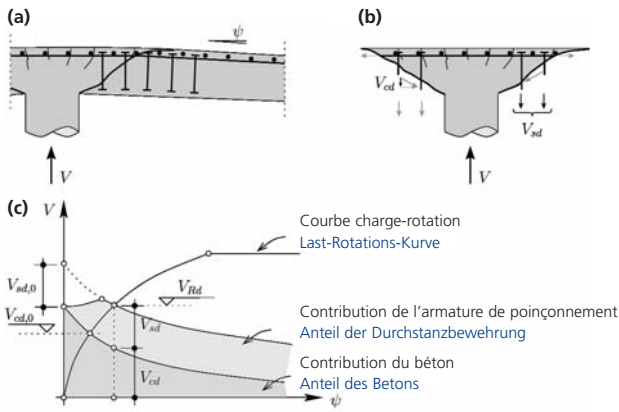 (a)
ψ
V
(b)
V_cd
V_sd
V
(c)
V
V_sd,0
V_cd,0
V_Rd
V_sd
V_cd
ψ
Courbe charge-rotation
Last-Rotations-Kurve
Contribution de l'armature de poinçonnement
Anteil der Durchstanzbewehrung
Contribution du béton
Anteil des Betons